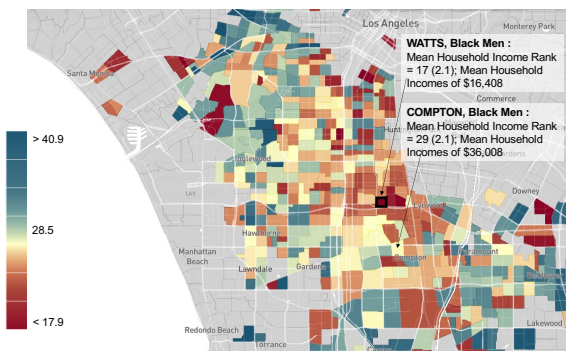 Los Angeles
Monterey Park
WATTS, Black Men :
Mean Household Income Rank
= 17 (2.1); Mean Household
Incomes of $16,408
Santa Monica
Commerce
COMPTON, Black Men :
Mean Household Income Rank
= 29 (2.1); Mean Household
Incomes of $36,008
> 40.9
Inglewood
Downey
LAX
Lynwood
28.5
Hawthorne
Manhattan
Beach
Lawndale
Gardena
Compton
Paramount
Bellflower
< 17.9
Redondo Beach
Torrance
Lakewood